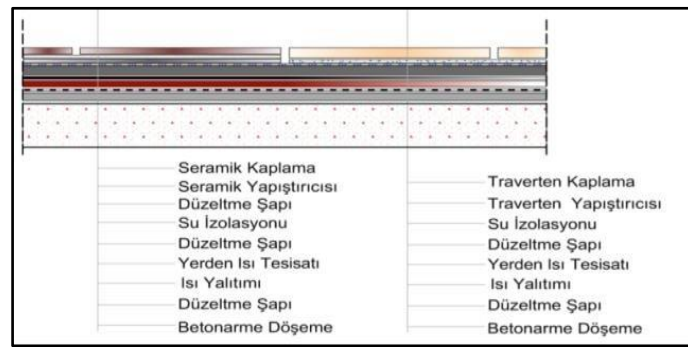 Seramik Kaplama
Seramik Yapıştırıcısı
Düzeltme Şapı
Su İzolasyonu
Düzeltme Şapı
Yerden Isı Tesisatı
Isı Yalıtımı
Düzeltme Şapı
Betonarme Döşeme
Traverten Kaplama
Traverten Yapıştırıcısı
Su İzolasyonu
Düzeltme Şapı
Yerden Isı Tesisatı
Isı Yalıtımı
Düzeltme Şapı
Betonarme Döşeme